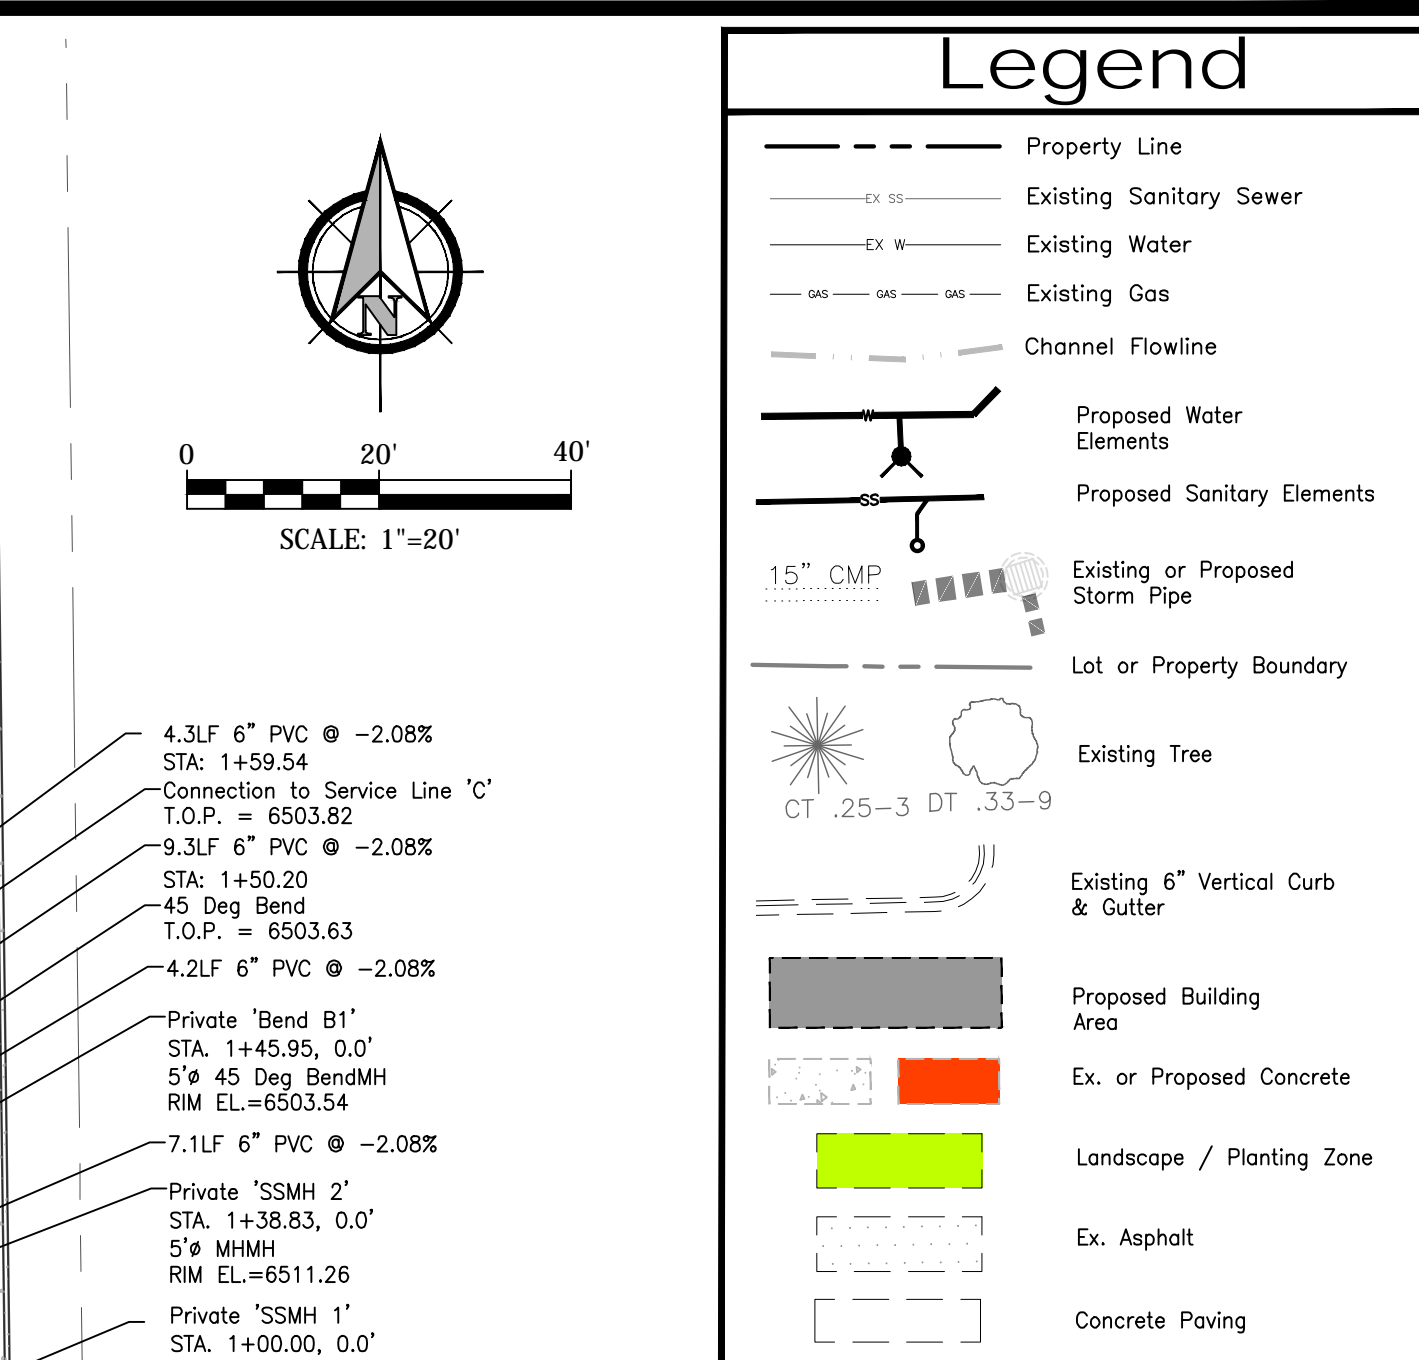 N
0 20' 40'
SCALE: 1"=20'
4.3LF 6" PVC @ -2.08%
STA: 1+59.54
Connection to Service Line 'C'
T.O.P. = 6503.82
9.3LF 6" PVC @ -2.08%
STA: 1+50.20
45 Deg Bend
T.O.P. = 6503.63
4.2LF 6" PVC @ -2.08%
Private 'Bend B1'
STA. 1+45.95, 0.0'
5'ø 45 Deg BendMH
RIM EL.=6503.54
7.1LF 6" PVC @ -2.08%
Private 'SSMH 2'
STA. 1+38.83, 0.0'
5'ø MHMH
RIM EL.=6511.26
Private 'SSMH 1'
STA. 1+00.00, 0.0'
Legend
Property Line
EX SS Existing Sanitary Sewer
EX W Existing Water
GAS GAS GAS Existing Gas
Channel Flowline
W Proposed Water
Elements
SS Proposed Sanitary Elements
15" CMP Existing or Proposed
Storm Pipe
Lot or Property Boundary
Existing Tree
CT .25-3 DT .33-9
Existing 6" Vertical Curb
& Gutter
Proposed Building
Area
Ex. or Proposed Concrete
Landscape / Planting Zone
Ex. Asphalt
Concrete Paving